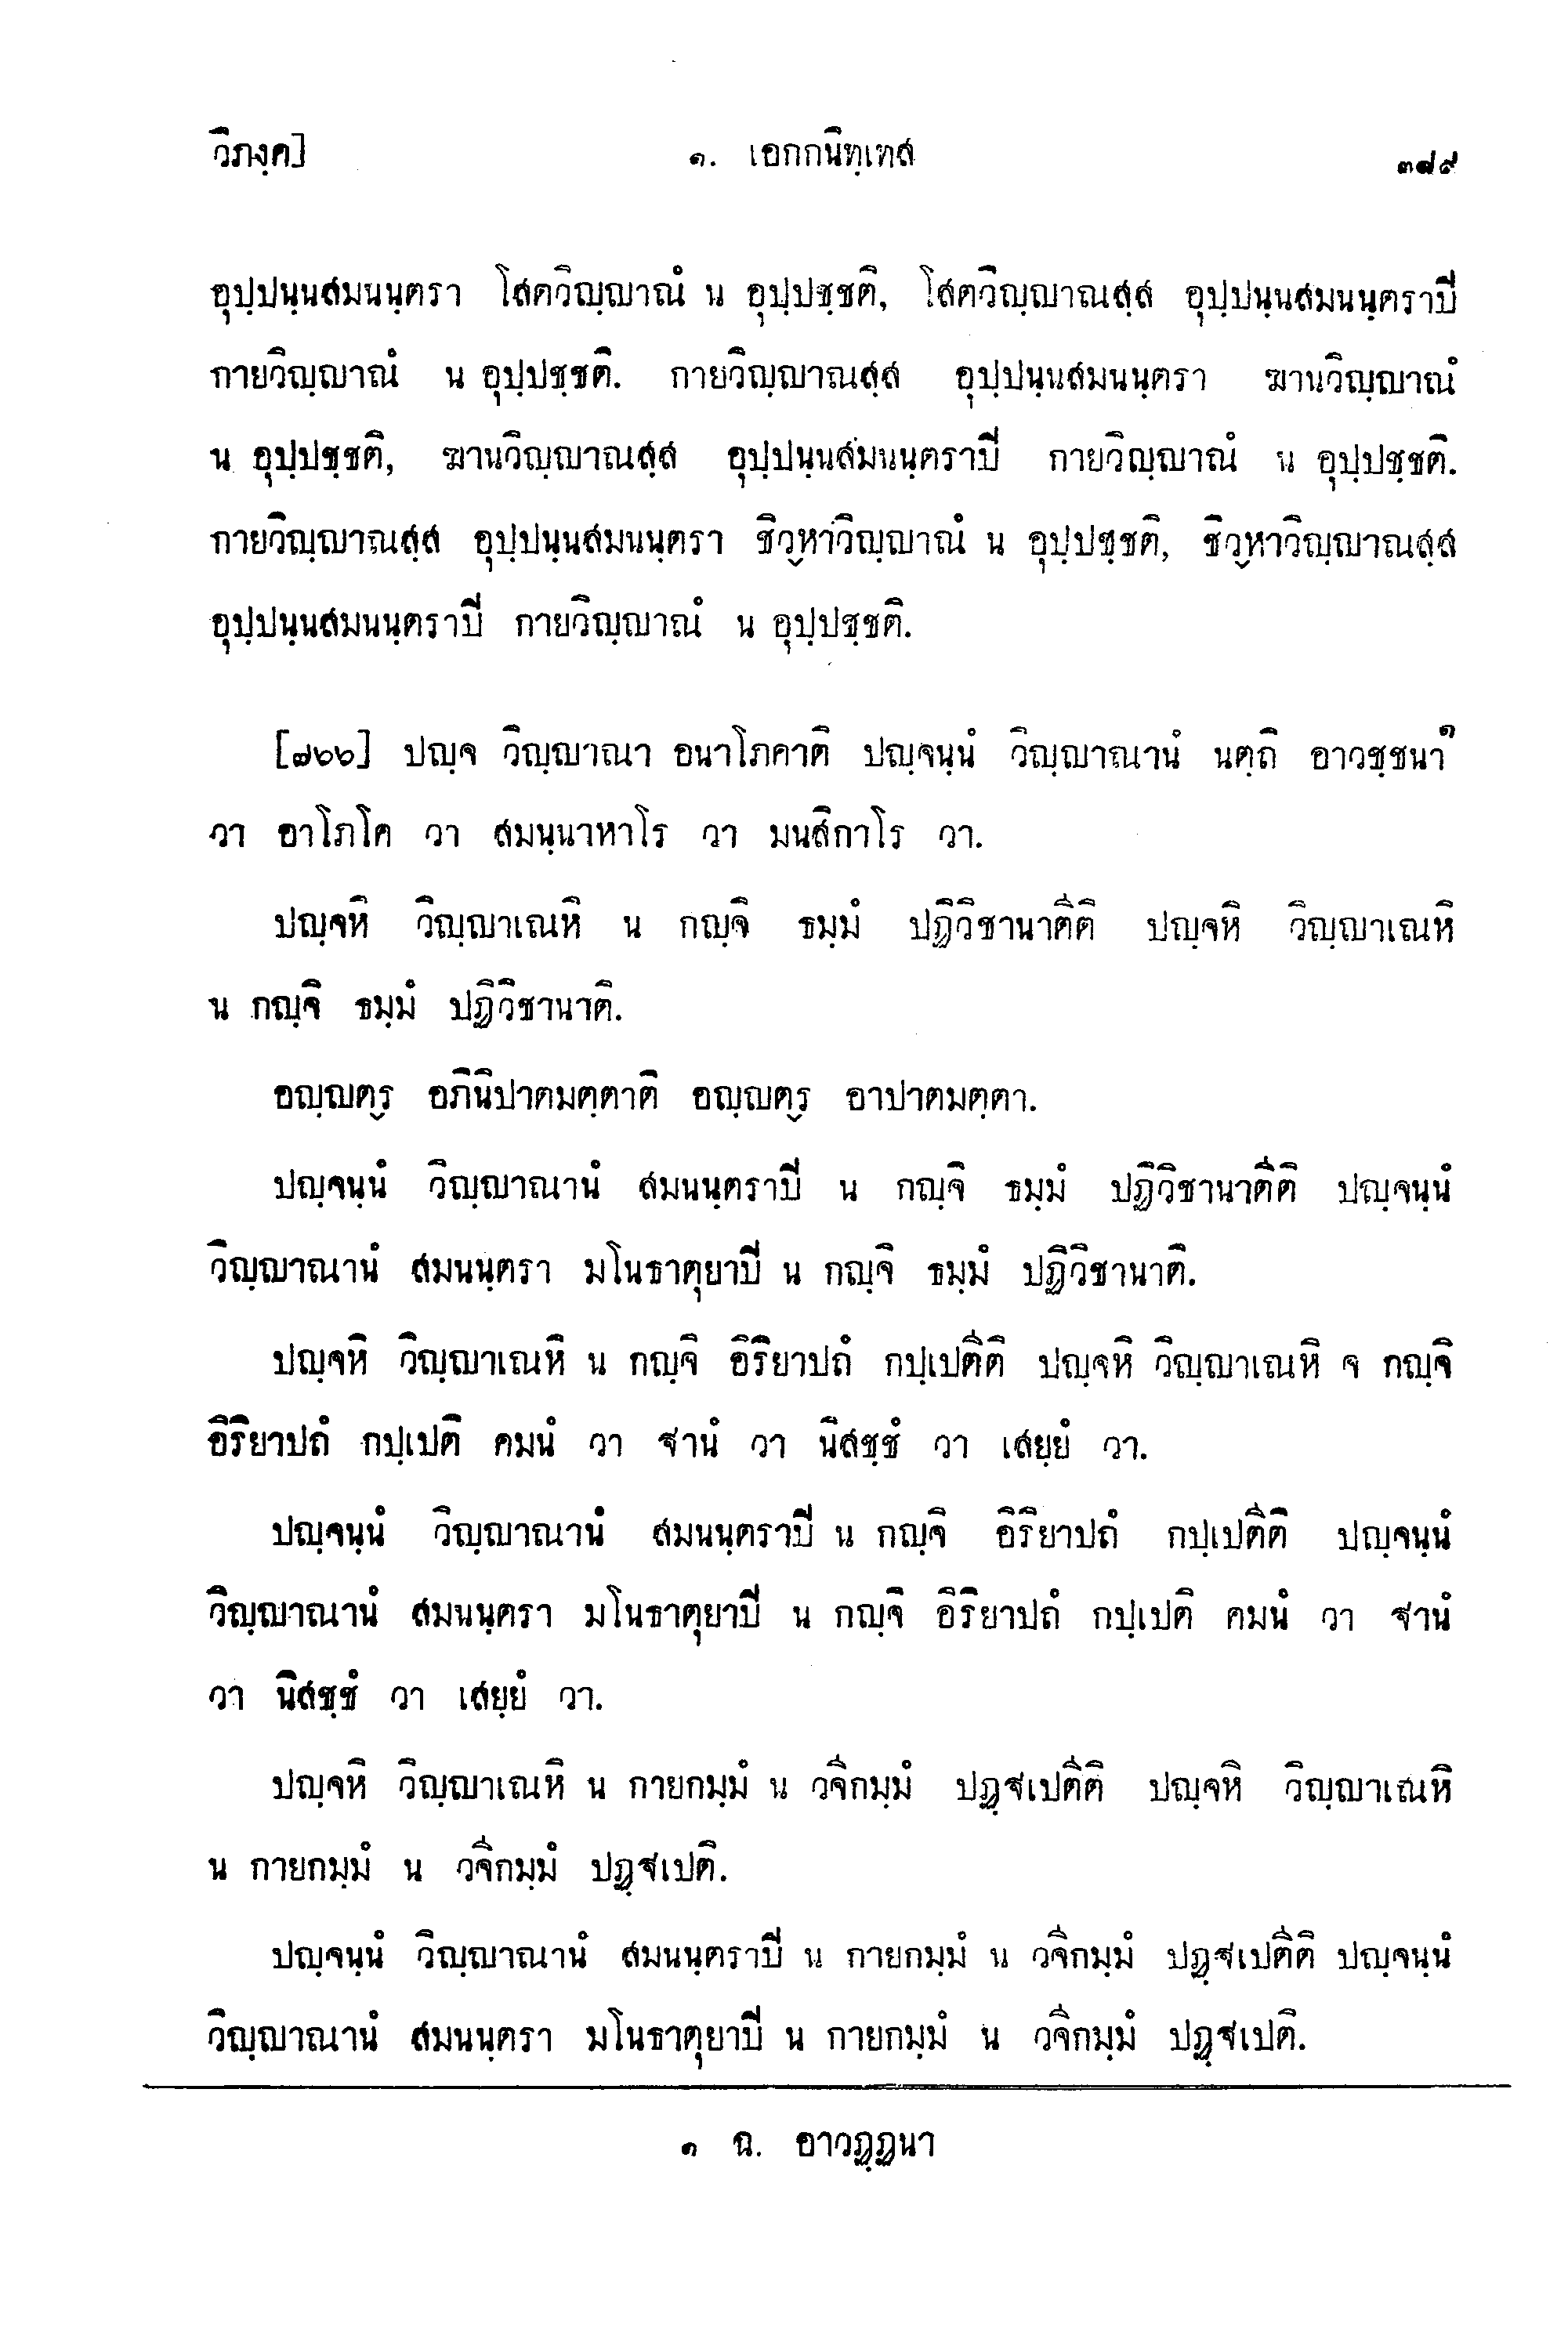 วิภงฺค]
๑. เอกกนิทฺเทส
๓๗๙
อุปฺปนฺนสมนนฺตรา โสตวิญฺญาณํ น อุปฺปชฺชติ, โสตวิญฺญาณสฺส อุปฺปนฺนสมนนฺตราปิ
กายวิญฺญาณํ น อุปฺปชฺชติ. กายวิญฺญาณสฺส อุปฺปนฺนสมนนฺตรา ฆานวิญฺญาณํ
น อุปฺปชฺชติ, ฆานวิญฺญาณสฺส อุปฺปนฺนสมนนฺตราปิ กายวิญฺญาณํ น อุปฺปชฺชติ.
กายวิญฺญาณสฺส อุปฺปนฺนสมนนฺตรา ชิวฺหาวิญฺญาณํ น อุปฺปชฺชติ, ชิวฺหาวิญฺญาณสฺส
อุปฺปนฺนสมนนฺตราปิ กายวิญฺญาณํ น อุปฺปชฺชติ.
[๗๖๖] ปญฺจ วิญฺญาณา อนาโภคาติ ปญฺจนฺนํ วิญฺญาณานํ นตฺถิ อาวชฺชนา๑
วา อาโภโค วา สมนฺนาหาโร วา มนสิกาโร วา.
ปญฺจหิ วิญฺญาเณหิ น กญฺจิ ธมฺมํ ปฏิวิชานาตีติ ปญฺจหิ วิญฺญาเณหิ
น กญฺจิ ธมฺมํ ปฏิวิชานาติ.
อญฺญตฺร อภินิปาตมตฺตาติ อญฺญตฺร อาปาตมตฺตา.
ปญฺจนฺนํ วิญฺญาณานํ สมนนฺตราปิ น กญฺจิ ธมฺมํ ปฏิวิชานาตีติ ปญฺจนฺนํ
วิญฺญาณานํ สมนนฺตรา มโนธาตุยาปิ น กญฺจิ ธมฺมํ ปฏิวิชานาติ.
ปญฺจหิ วิญฺญาเณหิ น กญฺจิ อิริยาปถํ กปฺเปตีติ ปญฺจหิ วิญฺญาเณหิ จ กญฺจิ
อิริยาปถํ กปฺเปติ คมนํ วา ฐานํ วา นิสชฺชํ วา เสยฺยํ วา.
ปญฺจนฺนํ วิญฺญาณานํ สมนนฺตราปิ น กญฺจิ อิริยาปถํ กปฺเปตีติ ปญฺจนฺนํ
วิญฺญาณานํ สมนนฺตรา มโนธาตุยาปิ น กญฺจิ อิริยาปถํ กปฺเปติ คมนํ วา ฐานํ
วา นิสชฺชํ วา เสยฺยํ วา.
ปญฺจหิ วิญฺญาเณหิ น กายกมฺมํ น วจีกมฺมํ ปฏฺฐเปตีติ ปญฺจหิ วิญฺญาเณหิ
น กายกมฺมํ น วจีกมฺมํ ปฏฺฐเปติ.
ปญฺจนฺนํ วิญฺญาณานํ สมนนฺตราปิ น กายกมฺมํ น วจีกมฺมํ ปฏฺฐเปตีติ ปญฺจนฺนํ
วิญฺญาณานํ สมนนฺตรา มโนธาตุยาปิ น กายกมฺมํ น วจีกมฺมํ ปฏฺฐเปติ.
๑ ฉ. อาวฏฺฏนา